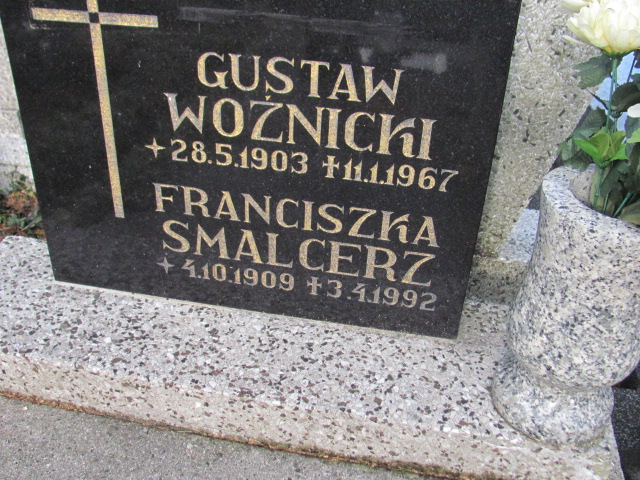 GUSTAW
WOŹNICKI
+28.5.1903 ✝11.1.1967
FRANCISZKA
SMALCERZ
+4.10.1909 ✝3.4.1992